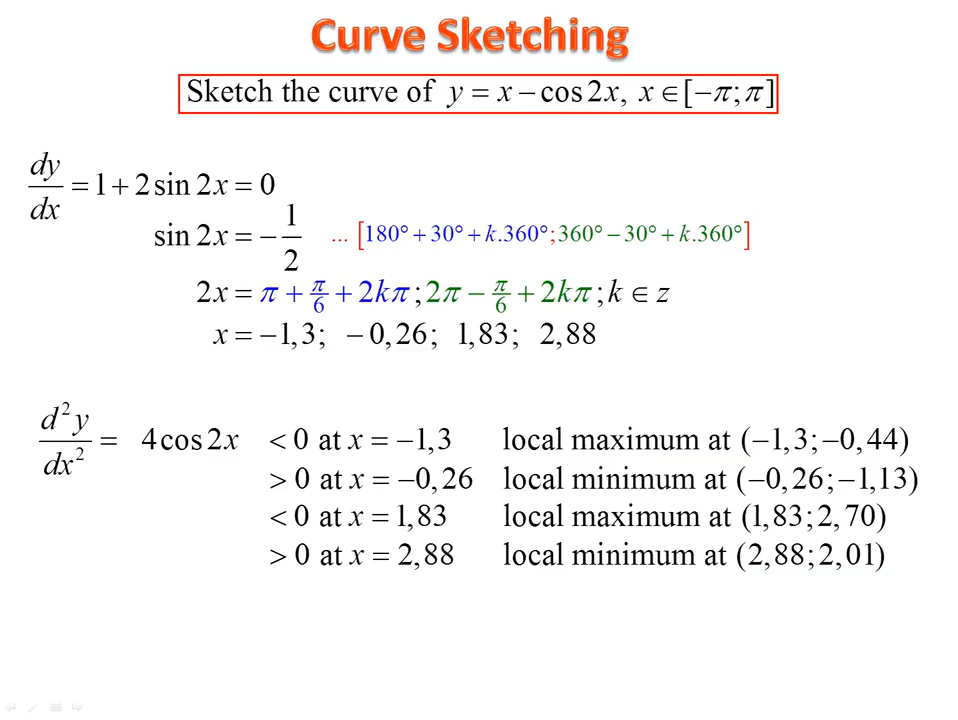 Curve Sketching
Sketch the curve of y = x − cos 2x, x ∈ [−π; π]
dy/dx = 1 + 2 sin 2x = 0
sin 2x = −1/2 ... [180° + 30° + k.360°; 360° − 30° + k.360°]
2x = π + π/6 + 2kπ; 2π − π/6 + 2kπ; k ∈ z
x = −1,3; −0,26; 1,83; 2,88
d²y/dx² = 4 cos 2x < 0 at x = −1,3 local maximum at (−1,3; −0,44)
> 0 at x = −0,26 local minimum at (−0,26; −1,13)
< 0 at x = 1,83 local maximum at (1,83; 2,70)
> 0 at x = 2,88 local minimum at (2,88; 2,01)